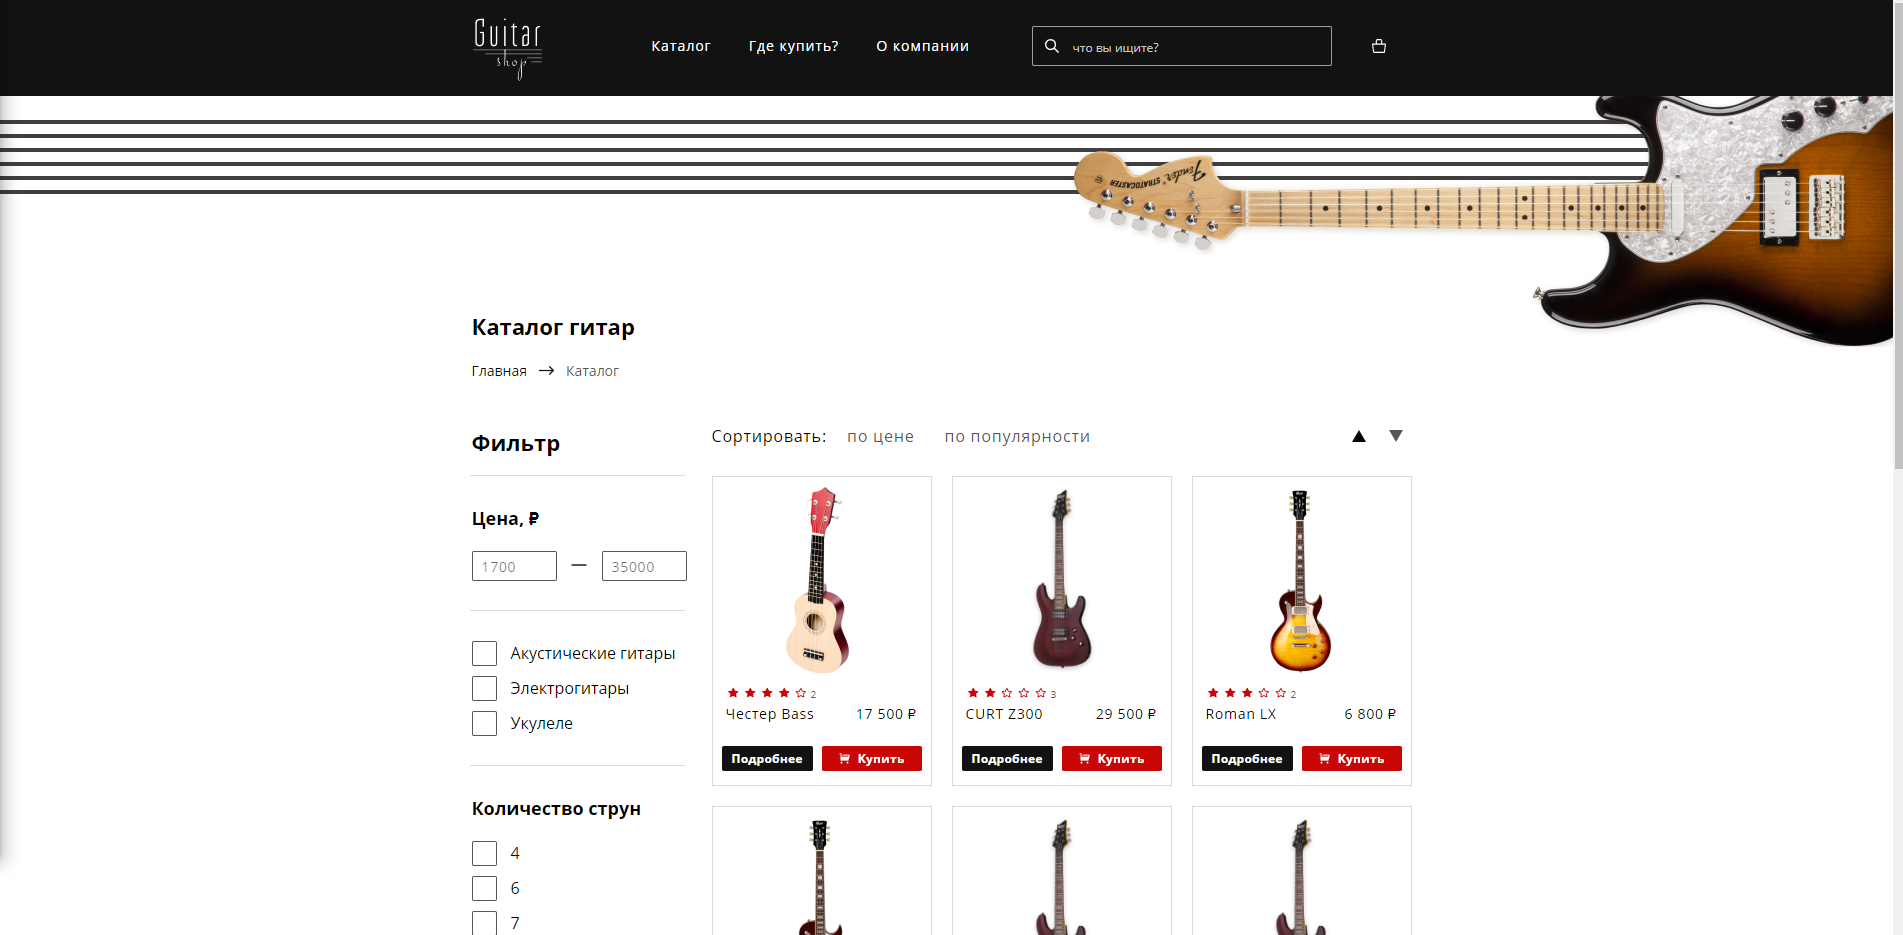 Guitar
shop
Каталог
Где купить?
О компании
что вы ищите?
Fender
STRATOCASTER
Каталог гитар
Главная → Каталог
Фильтр
Сортировать: по цене по популярности
Цена, ₽
1700 — 35000
Акустические гитары
Электрогитары
Укулеле
Количество струн
4
6
7
2
Честер Bass 17 500 ₽
Подробнее Купить
3
CURT Z300 29 500 ₽
Подробнее Купить
2
Roman LX 6 800 ₽
Подробнее Купить